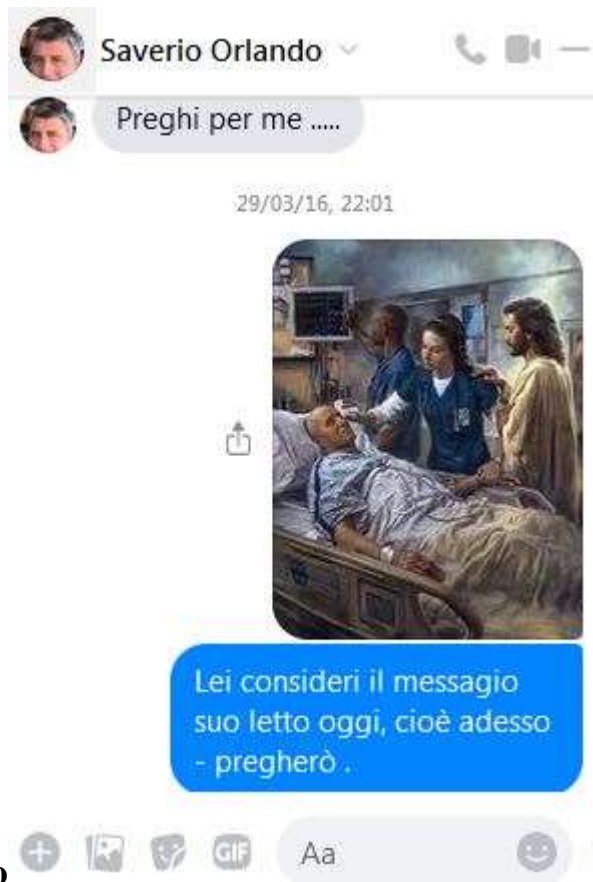 Saverio Orlando
Preghi per me .....
29/03/16, 22:01
Lei consideri il messagio
suo letto oggi, cioè adesso
- pregherò .
GIF
Aa